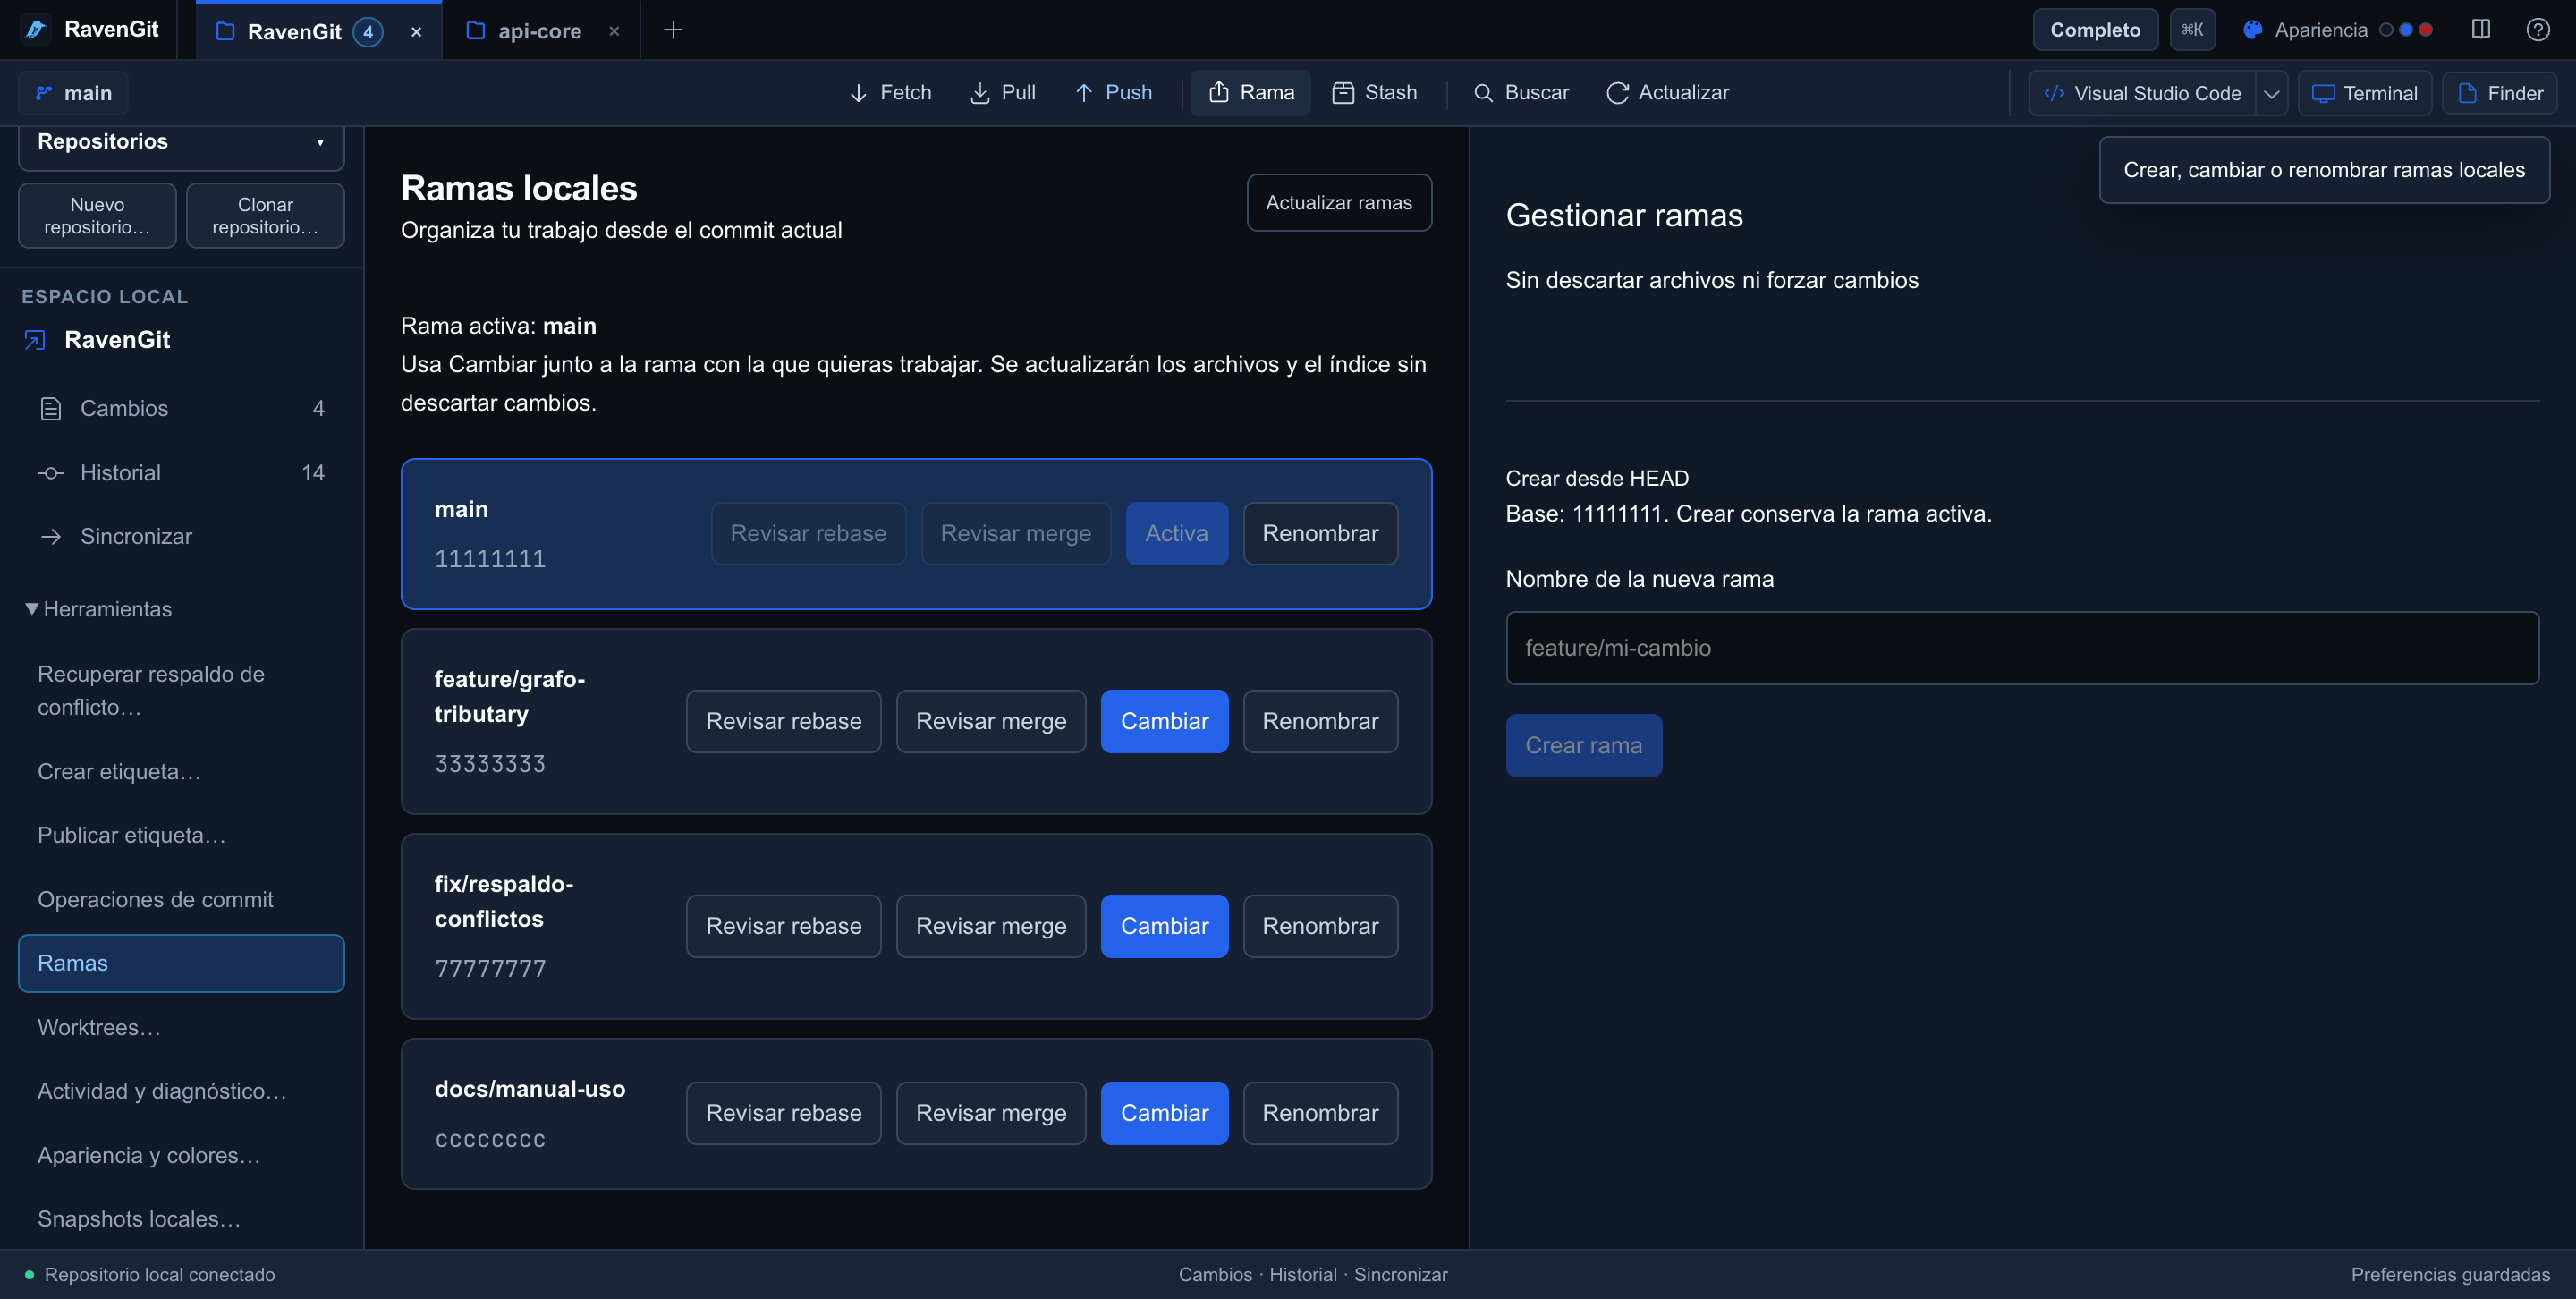 RavenGit
RavenGit 4 ×
api-core ×
+
Completo
⌘K
Apariencia
?
main
Fetch
Pull
Push
Rama
Stash
Buscar
Actualizar
</> Visual Studio Code
Terminal
Finder
Repositorios
Nuevo
repositorio…
Clonar
repositorio…
ESPACIO LOCAL
RavenGit
Cambios 4
Historial 14
Sincronizar
Herramientas
Recuperar respaldo de
conflicto…
Crear etiqueta…
Publicar etiqueta…
Operaciones de commit
Ramas
Worktrees…
Actividad y diagnóstico…
Apariencia y colores…
Snapshots locales…
Ramas locales
Organiza tu trabajo desde el commit actual
Actualizar ramas
Rama activa: main
Usa Cambiar junto a la rama con la que quieras trabajar. Se actualizarán los archivos y el índice sin
descartar cambios.
main
11111111
Revisar rebase
Revisar merge
Activa
Renombrar
feature/grafo-
tributary
33333333
Revisar rebase
Revisar merge
Cambiar
Renombrar
fix/respaldo-
conflictos
77777777
Revisar rebase
Revisar merge
Cambiar
Renombrar
docs/manual-uso
cccccccc
Revisar rebase
Revisar merge
Cambiar
Renombrar
Crear, cambiar o renombrar ramas locales
Gestionar ramas
Sin descartar archivos ni forzar cambios
Crear desde HEAD
Base: 11111111. Crear conserva la rama activa.
Nombre de la nueva rama
feature/mi-cambio
Crear rama
Repositorio local conectado
Cambios · Historial · Sincronizar
Preferencias guardadas